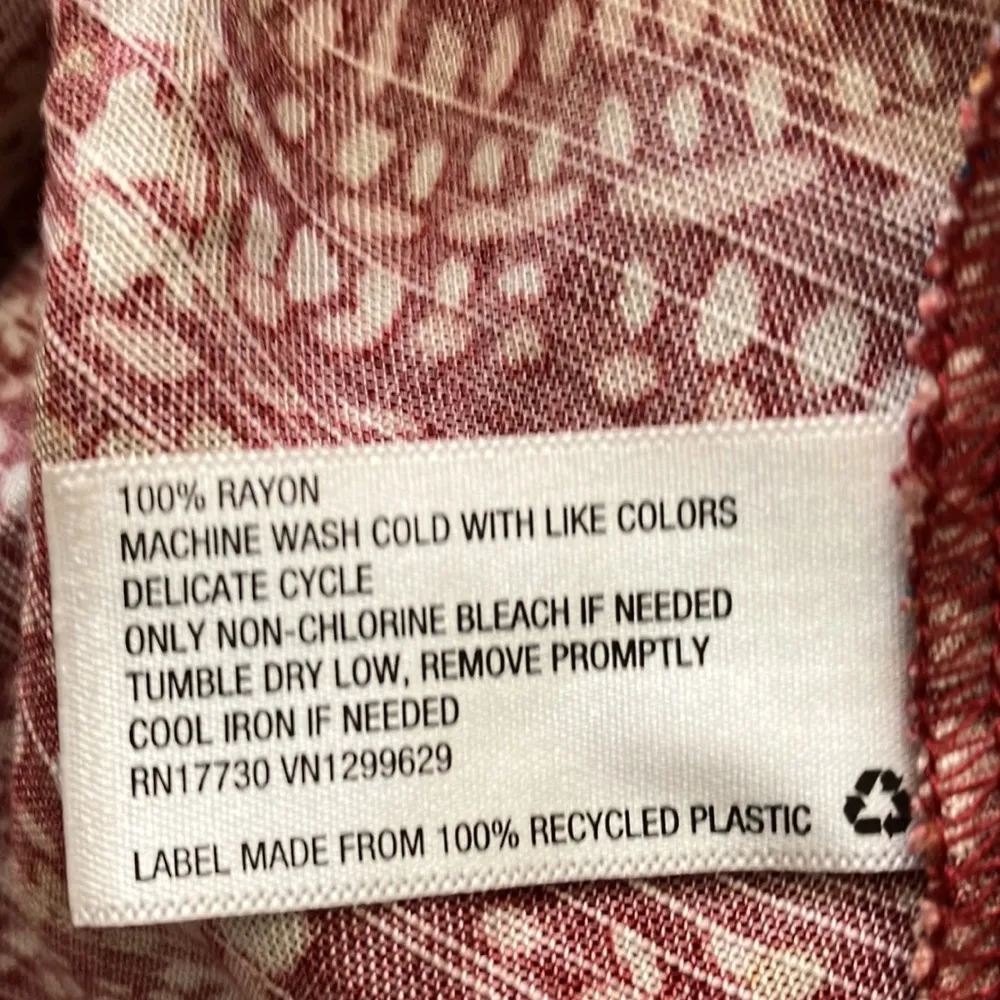 100% RAYON
MACHINE WASH COLD WITH LIKE COLORS
DELICATE CYCLE
ONLY NON-CHLORINE BLEACH IF NEEDED
TUMBLE DRY LOW, REMOVE PROMPTLY
COOL IRON IF NEEDED
RN17730 VN1299629
LABEL MADE FROM 100% RECYCLED PLASTIC